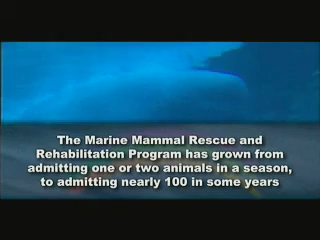 The Marine Mammal Rescue and
Rehabilitation Program has grown from
admitting one or two animals in a season,
to admitting nearly 100 in some years